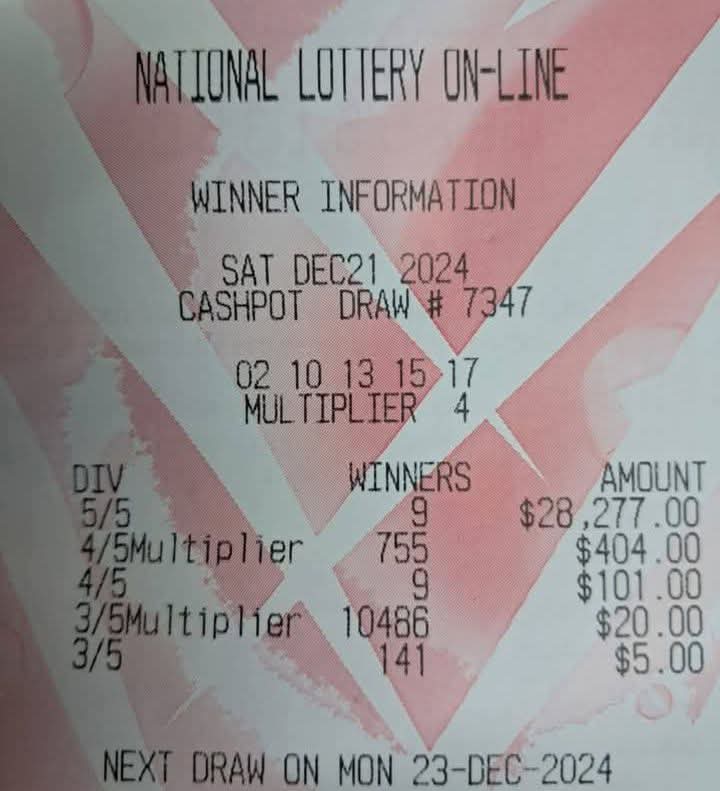 NATIONAL LOTTERY ON-LINE
WINNER INFORMATION
SAT DEC21 2024
CASHPOT DRAW # 7347
02 10 13 15 17
MULTIPLIER 4
DIV WINNERS AMOUNT
5/5 9 $28,277.00
4/5Multiplier 755 $404.00
4/5 9 $101.00
3/5Multiplier 10486 $20.00
3/5 141 $5.00
NEXT DRAW ON MON 23-DEC-2024